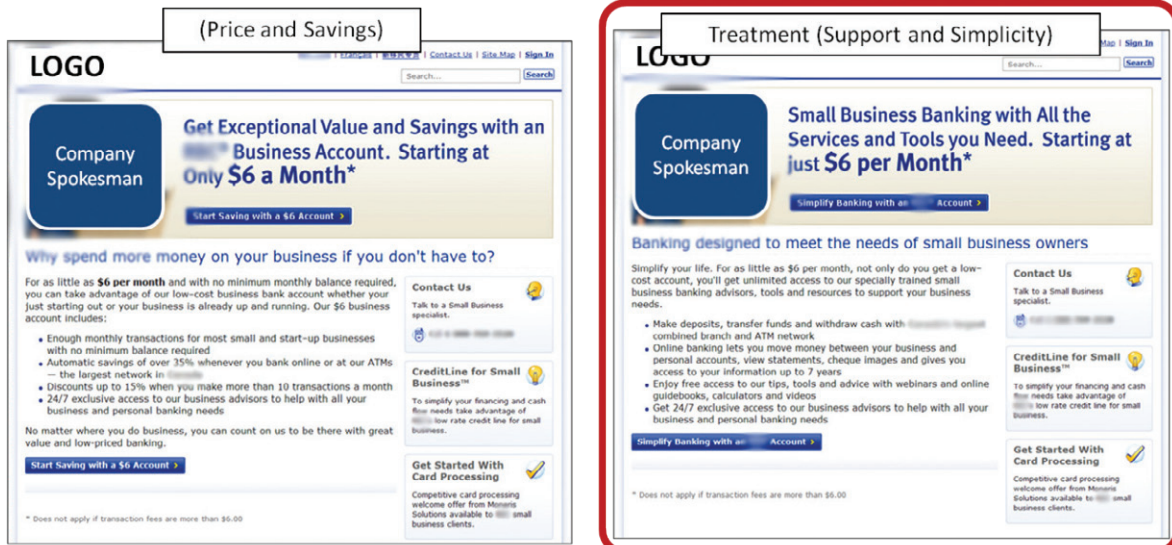 (Price and Savings)
LOGO
Français | Contact Us | Site Map | Sign In
Search...
Search
Company
Spokesman
Get Exceptional Value and Savings with an
Business Account. Starting at
Only $6 a Month*
Start Saving with a $6 Account >
Why spend more money on your business if you don't have to?
For as little as $6 per month and with no minimum monthly balance required,
you can take advantage of our low-cost business bank account whether your
just starting out or your business is already up and running. Our $6 business
account includes:
• Enough monthly transactions for most small and start-up businesses
with no minimum balance required
• Automatic savings of over 35% whenever you bank online or at our ATMs
— the largest network in
• Discounts up to 15% when you make more than 10 transactions a month
• 24/7 exclusive access to our business advisors to help with all your
business and personal banking needs
No matter where you do business, you can count on us to be there with great
value and low-priced banking.
Start Saving with a $6 Account >
* Does not apply if transaction fees are more than $6.00
Contact Us
Talk to a Small Business
specialist.
CreditLine for Small
Business™
To simplify your financing and cash
flow needs take advantage of
low rate credit line for small
business.
Get Started With
Card Processing
Competitive card processing
welcome offer from Moneris
Solutions available to small
business clients.
Treatment (Support and Simplicity)
LOGO
Map | Sign In
Search...
Search
Company
Spokesman
Small Business Banking with All the
Services and Tools you Need. Starting at
just $6 per Month*
Simplify Banking with an Account >
Banking designed to meet the needs of small business owners
Simplify your life. For as little as $6 per month, not only do you get a low-
cost account, you'll get unlimited access to our specially trained small
business banking advisors, tools and resources to support your business
needs.
• Make deposits, transfer funds and withdraw cash with
combined branch and ATM network
• Online banking lets you move money between your business and
personal accounts, view statements, cheque images and gives you
access to your information up to 7 years
• Enjoy free access to our tips, tools and advice with webinars and online
guidebooks, calculators and videos
• Get 24/7 exclusive access to our business advisors to help with all your
business and personal banking needs
Simplify Banking with an Account >
* Does not apply if transaction fees are more than $6.00
Contact Us
Talk to a Small Business
specialist.
CreditLine for Small
Business™
To simplify your financing and cash
flow needs take advantage of
low rate credit line for small
business.
Get Started With
Card Processing
Competitive card processing
welcome offer from Moneris
Solutions available to small
business clients.